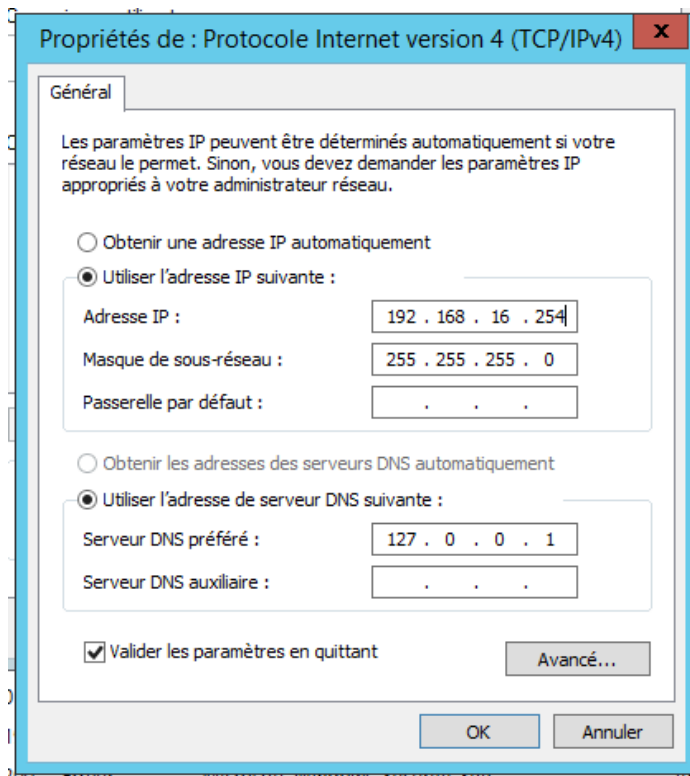 Propriétés de : Protocole Internet version 4 (TCP/IPv4)
x
Général
Les paramètres IP peuvent être déterminés automatiquement si votre
réseau le permet. Sinon, vous devez demander les paramètres IP
appropriés à votre administrateur réseau.
Obtenir une adresse IP automatiquement
Utiliser l'adresse IP suivante :
Adresse IP : 192 . 168 . 16 . 254
Masque de sous-réseau : 255 . 255 . 255 . 0
Passerelle par défaut : . . .
Obtenir les adresses des serveurs DNS automatiquement
Utiliser l'adresse de serveur DNS suivante :
Serveur DNS préféré : 127 . 0 . 0 . 1
Serveur DNS auxiliaire : . . .
Valider les paramètres en quittant
Avancé...
OK Annuler